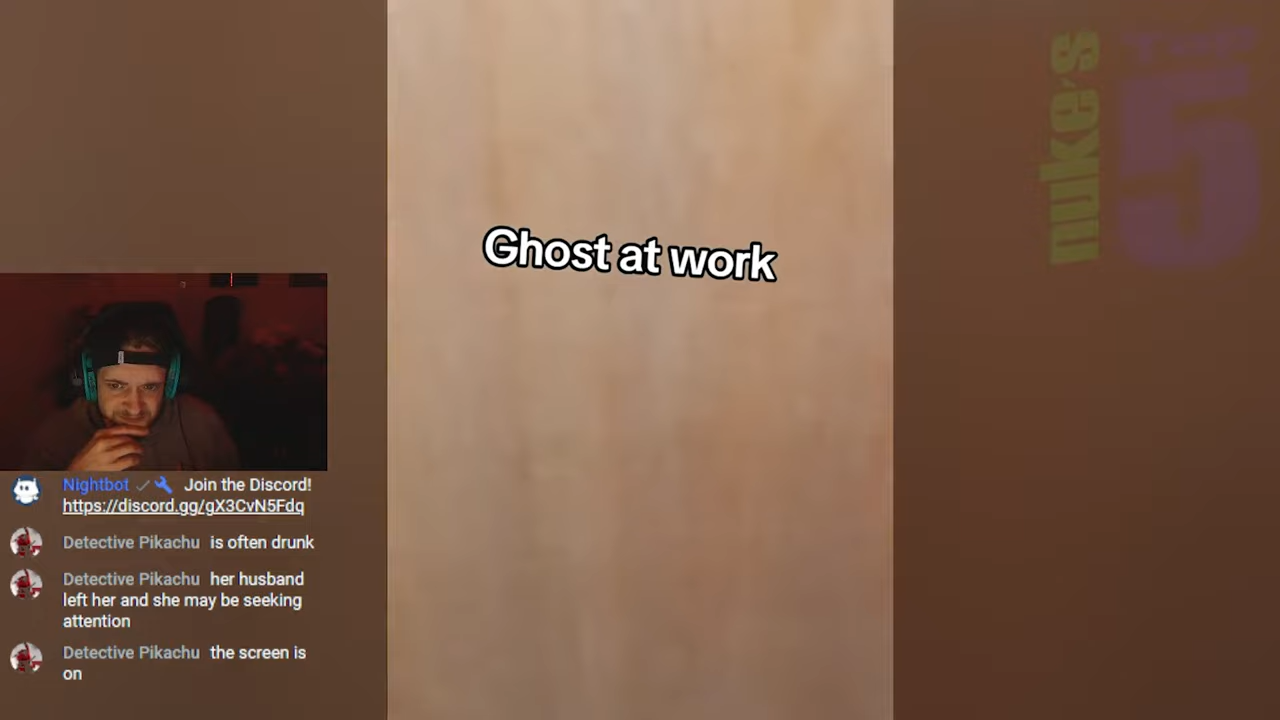 Ghost at work
nuke's
Top
5
Nightbot Join the Discord!
https://discord.gg/gX3CvN5Fdq
Detective Pikachu is often drunk
Detective Pikachu her husband
left her and she may be seeking
attention
Detective Pikachu the screen is
on